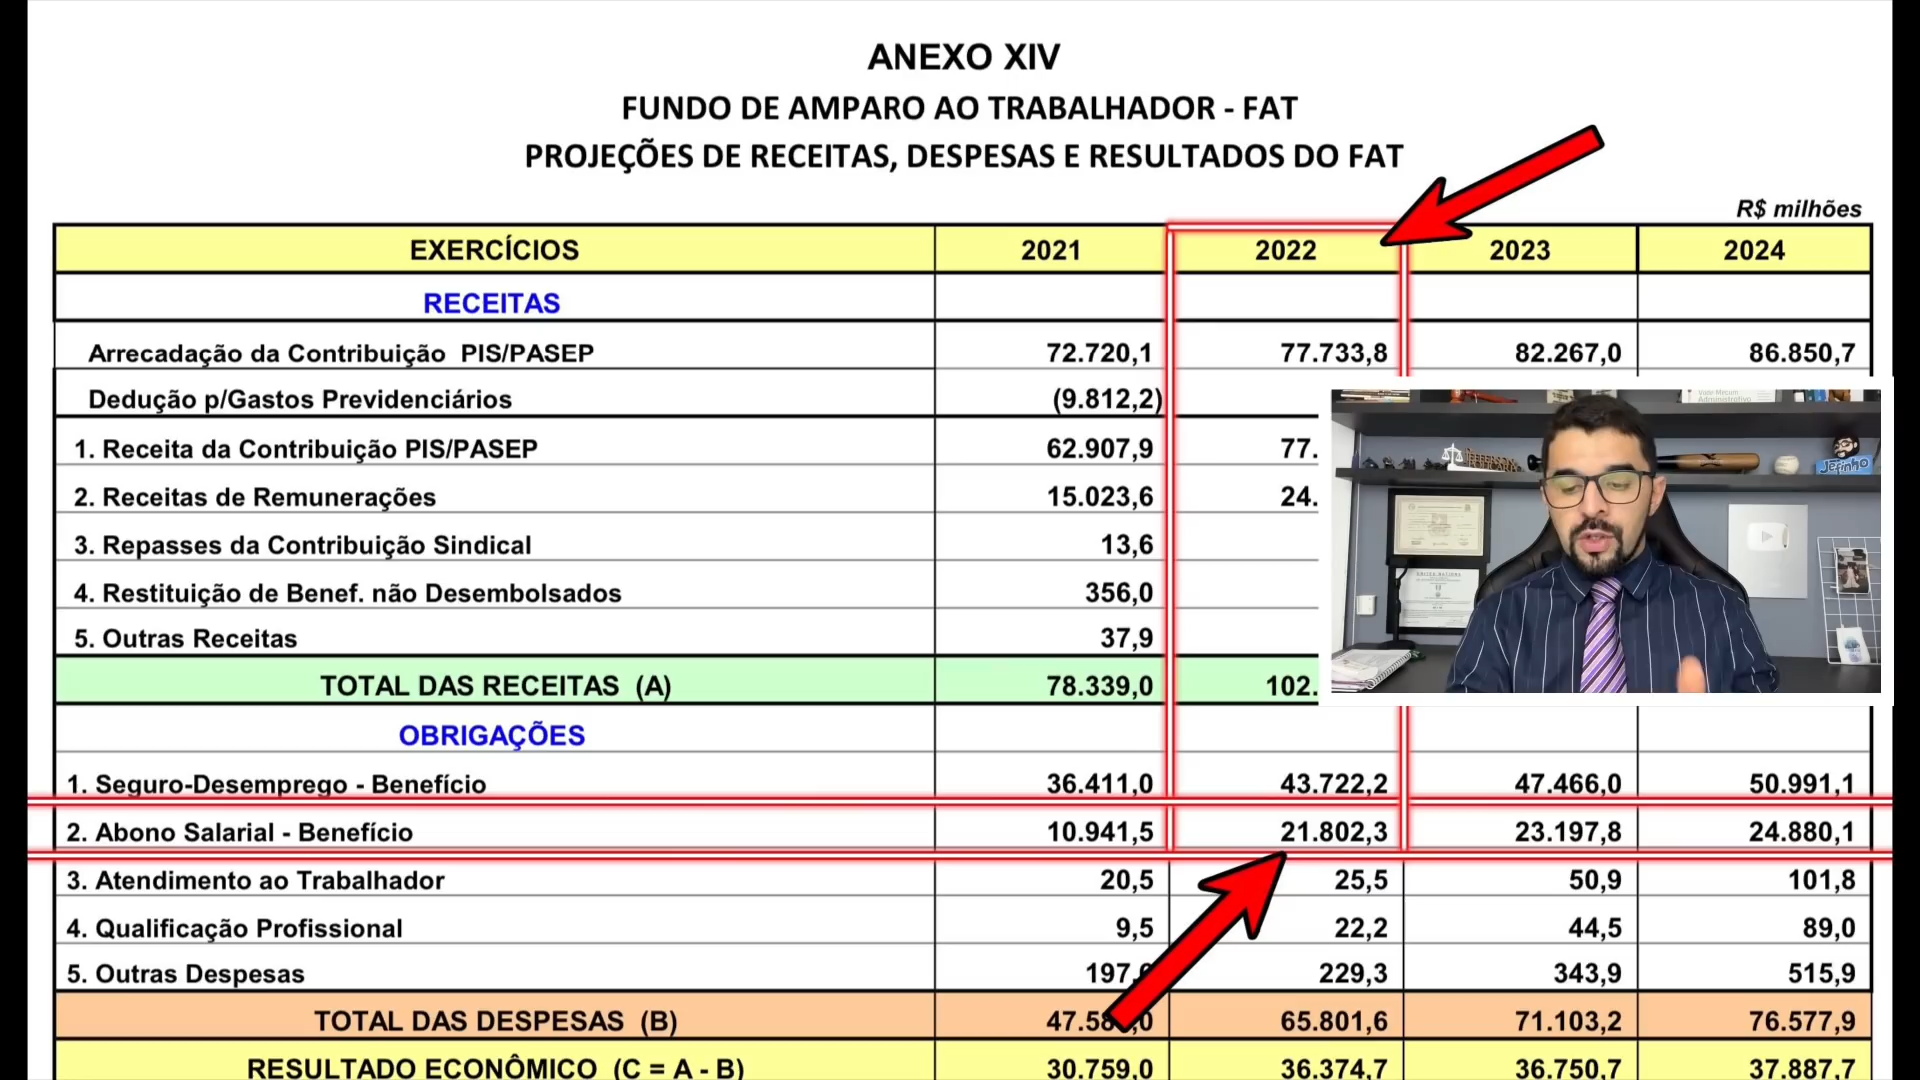 ANEXO XIV
FUNDO DE AMPARO AO TRABALHADOR - FAT
PROJEÇÕES DE RECEITAS, DESPESAS E RESULTADOS DO FAT
R$ milhões
EXERCÍCIOS 2021 2022 2023 2024
RECEITAS
Arrecadação da Contribuição PIS/PASEP 72.720,1 77.733,8 82.267,0 86.850,7
Dedução p/Gastos Previdenciários (9.812,2)
1. Receita da Contribuição PIS/PASEP 62.907,9 77.
2. Receitas de Remunerações 15.023,6 24.
3. Repasses da Contribuição Sindical 13,6
4. Restituição de Benef. não Desembolsados 356,0
5. Outras Receitas 37,9
TOTAL DAS RECEITAS (A) 78.339,0 102.
Jerinho
OBRIGAÇÕES
1. Seguro-Desemprego - Benefício 36.411,0 43.722,2 47.466,0 50.991,1
2. Abono Salarial - Benefício 10.941,5 21.802,3 23.197,8 24.880,1
3. Atendimento ao Trabalhador 20,5 25,5 50,9 101,8
4. Qualificação Profissional 9,5 22,2 44,5 89,0
5. Outras Despesas 197, 229,3 343,9 515,9
TOTAL DAS DESPESAS (B) 65.801,6 71.103,2 76.577,9
RESULTADO ECONÔMICO (C = A - B) 30.759,0 36.374,7 36.750,7 37.887,7